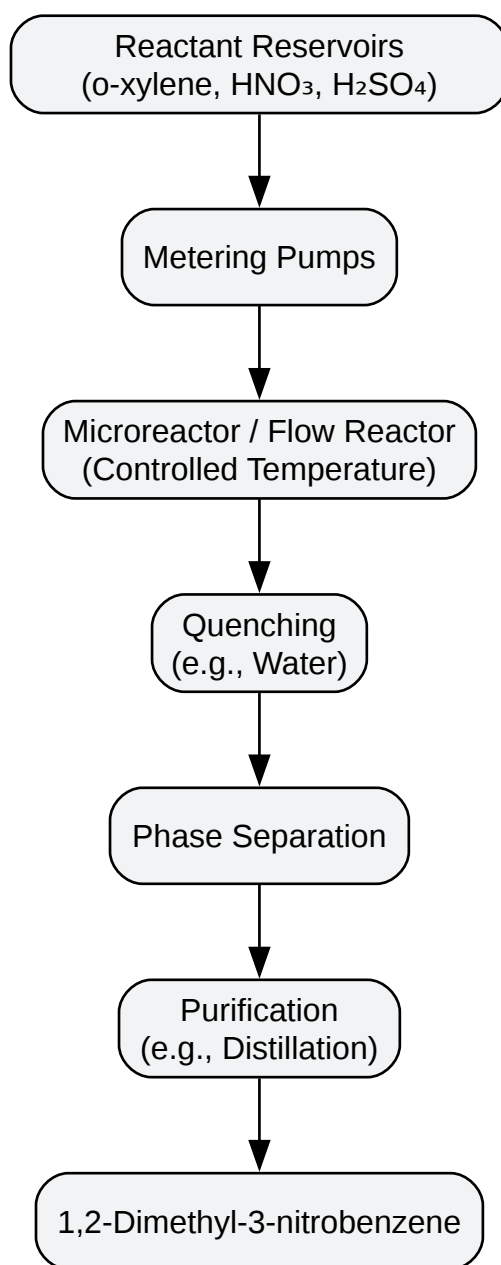 Reactant Reservoirs
(o-xylene, HNO₃, H₂SO₄)
Metering Pumps
Microreactor / Flow Reactor
(Controlled Temperature)
Quenching
(e.g., Water)
Phase Separation
Purification
(e.g., Distillation)
1,2-Dimethyl-3-nitrobenzene